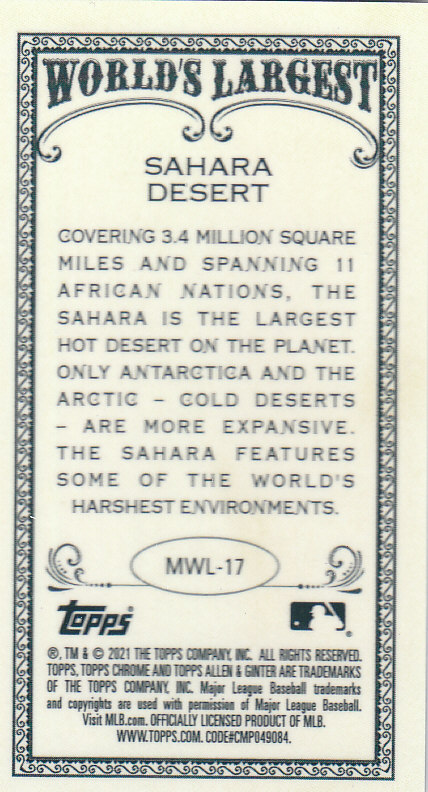 WORLD'S LARGEST
SAHARA
DESERT
COVERING 3.4 MILLION SQUARE
MILES AND SPANNING 11
AFRICAN NATIONS, THE
SAHARA IS THE LARGEST
HOT DESERT ON THE PLANET.
ONLY ANTARCTICA AND THE
ARCTIC – COLD DESERTS
– ARE MORE EXPANSIVE.
THE SAHARA FEATURES
SOME OF THE WORLD'S
HARSHEST ENVIRONMENTS.
MWL-17
topps
®, TM & © 2021 THE TOPPS COMPANY, INC. ALL RIGHTS RESERVED.
TOPPS, TOPPS CHROME AND TOPPS ALLEN & GINTER ARE TRADEMARKS
OF THE TOPPS COMPANY, INC. Major League Baseball trademarks
and copyrights are used with permission of Major League Baseball.
Visit MLB.com. OFFICIALLY LICENSED PRODUCT OF MLB.
WWW.TOPPS.COM. CODE#CMP049084.